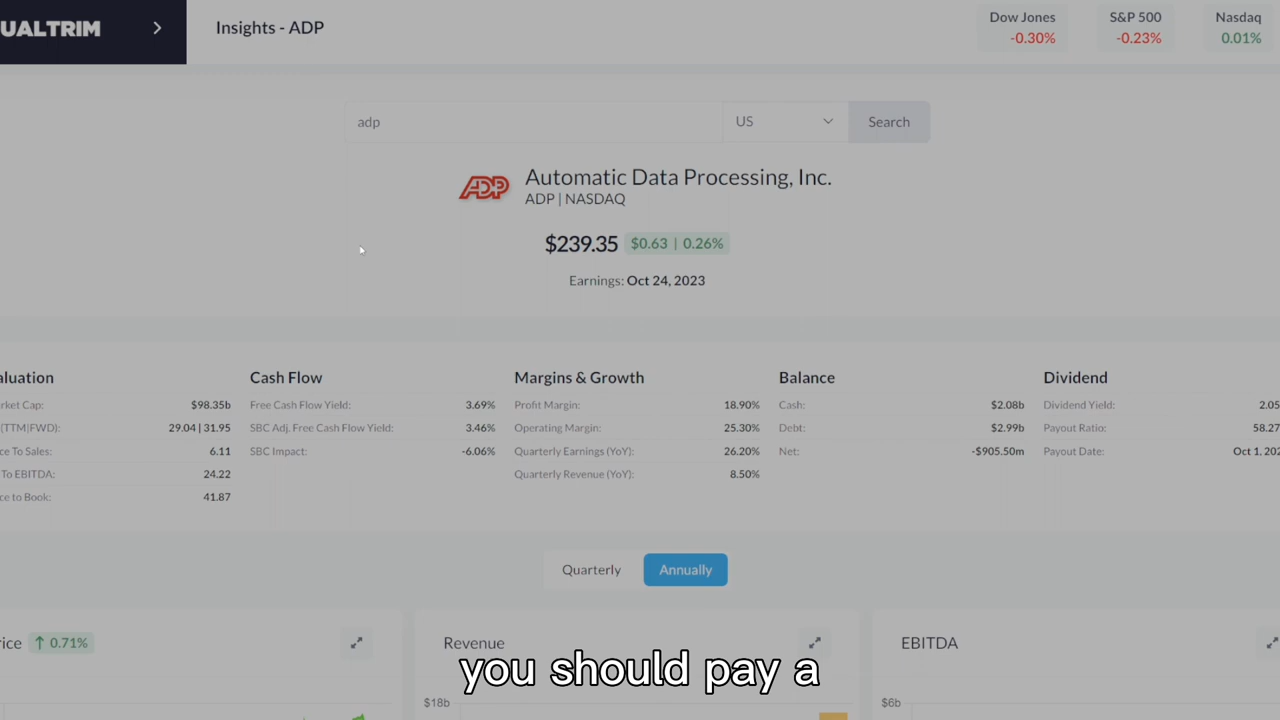 UALTRIM
Insights - ADP
Dow Jones
-0.30%
S&P 500
-0.23%
Nasdaq
0.01%
adp
US
Search
ADP
Automatic Data Processing, Inc.
ADP | NASDAQ
$239.35
$0.63 | 0.26%
Earnings: Oct 24, 2023
aluation
rket Cap: $98.35b
(TTM|FWD): 29.04 | 31.95
ce To Sales: 6.11
To EBITDA: 24.22
ce to Book: 41.87
Cash Flow
Free Cash Flow Yield: 3.69%
SBC Adj. Free Cash Flow Yield: 3.46%
SBC Impact: -6.06%
Margins & Growth
Profit Margin: 18.90%
Operating Margin: 25.30%
Quarterly Earnings (YoY): 26.20%
Quarterly Revenue (YoY): 8.50%
Balance
Cash: $2.08b
Debt: $2.99b
Net: -$905.50m
Dividend
Dividend Yield: 2.05
Payout Ratio: 58.27
Payout Date: Oct 1, 202
Quarterly
Annually
rice
0.71%
Revenue
$18b
EBITDA
$6b
you should pay a